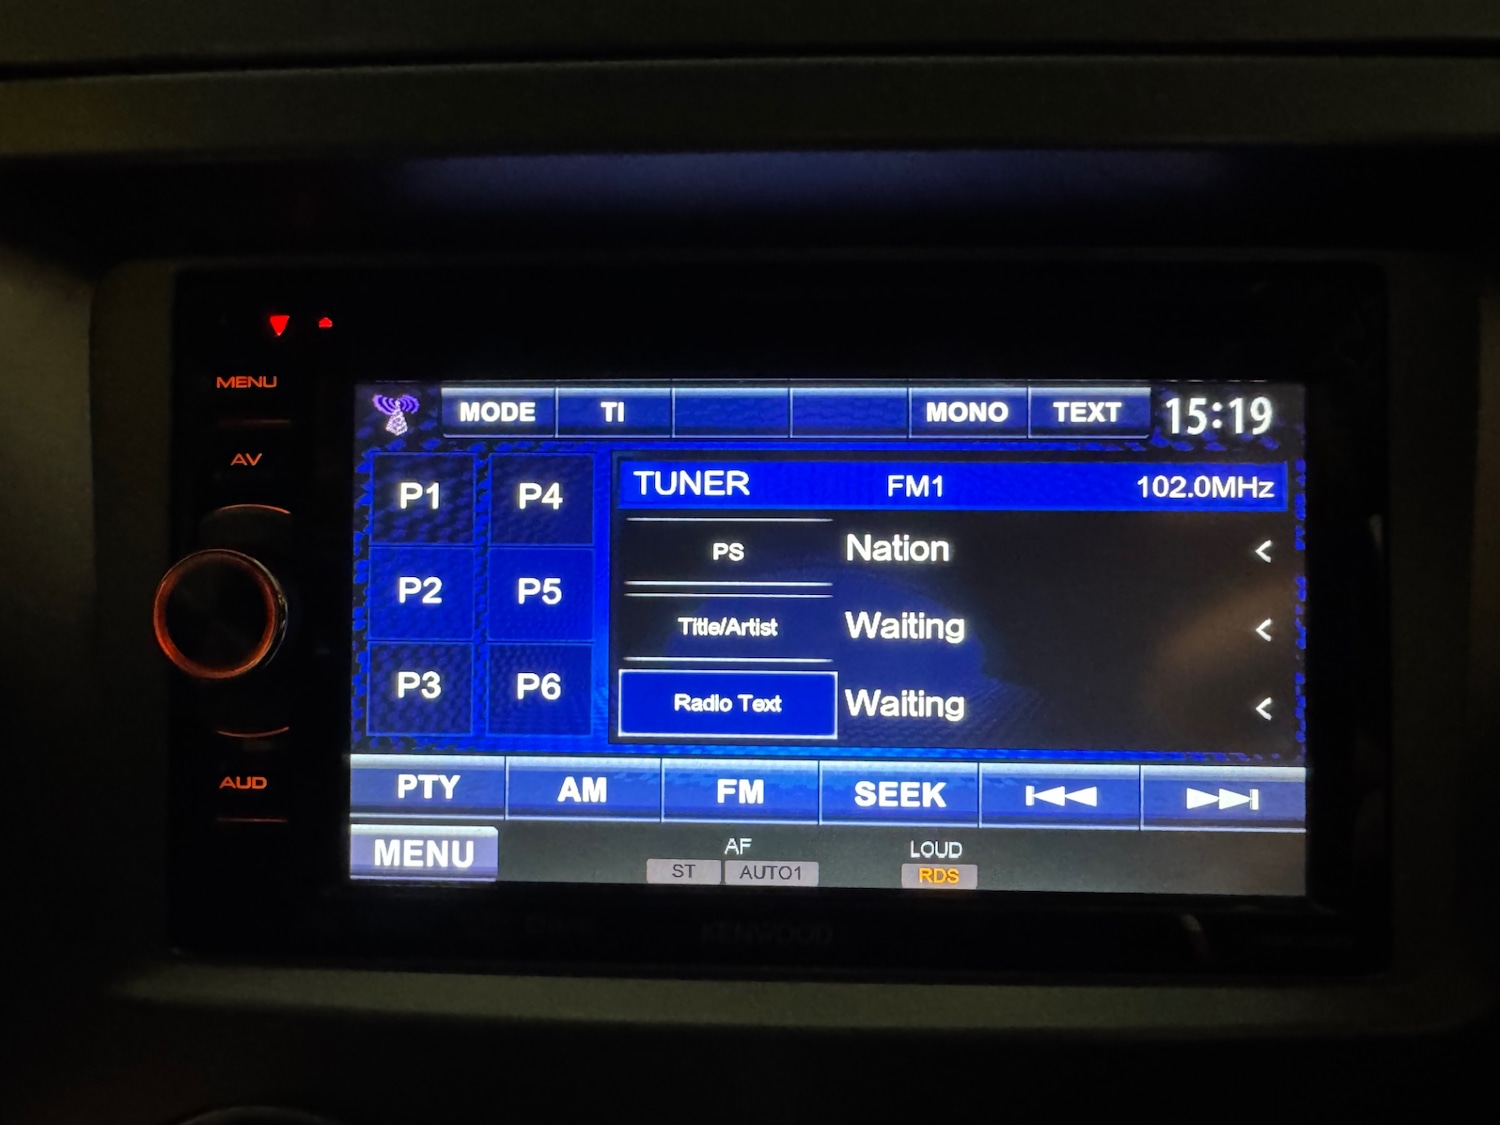 MENU
AV
AUD
MODE TI MONO TEXT 15:19
P1 P4
P2 P5
P3 P6
TUNER FM1 102.0MHz
PS Nation <
Title/Artist Waiting <
Radio Text Waiting <
PTY AM FM SEEK
MENU
AF LOUD
ST AUTO1 RDS
KENWOOD